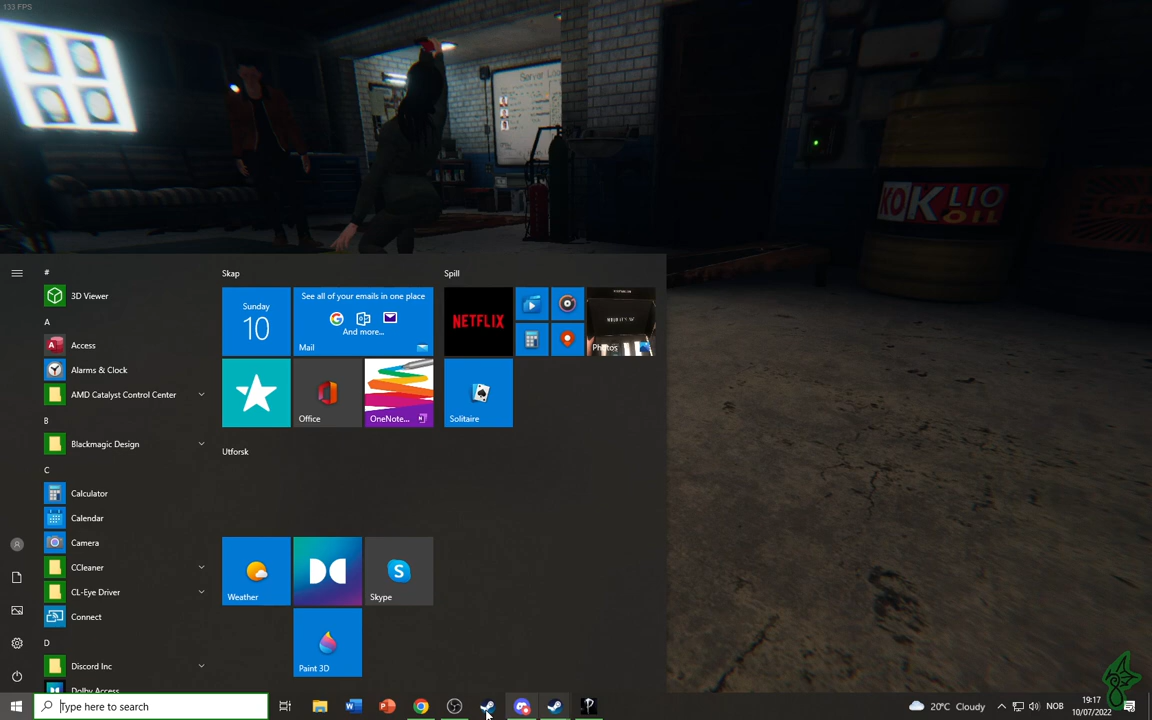 133 FPS
Server Loc
KO KLIO
OIL
Skap
Spill
#
3D Viewer
A
Access
Alarms & Clock
AMD Catalyst Control Center
B
Blackmagic Design
C
Calculator
Calendar
Camera
CCleaner
CL-Eye Driver
Connect
D
Discord Inc
Dolby Access
Sunday
10
See all of your emails in one place
And more...
Mail
NETFLIX
Photos
Office
OneNote...
Solitaire
Utforsk
Weather
Skype
Paint 3D
Type here to search
20°C Cloudy
NOB
19:17
10/07/2022